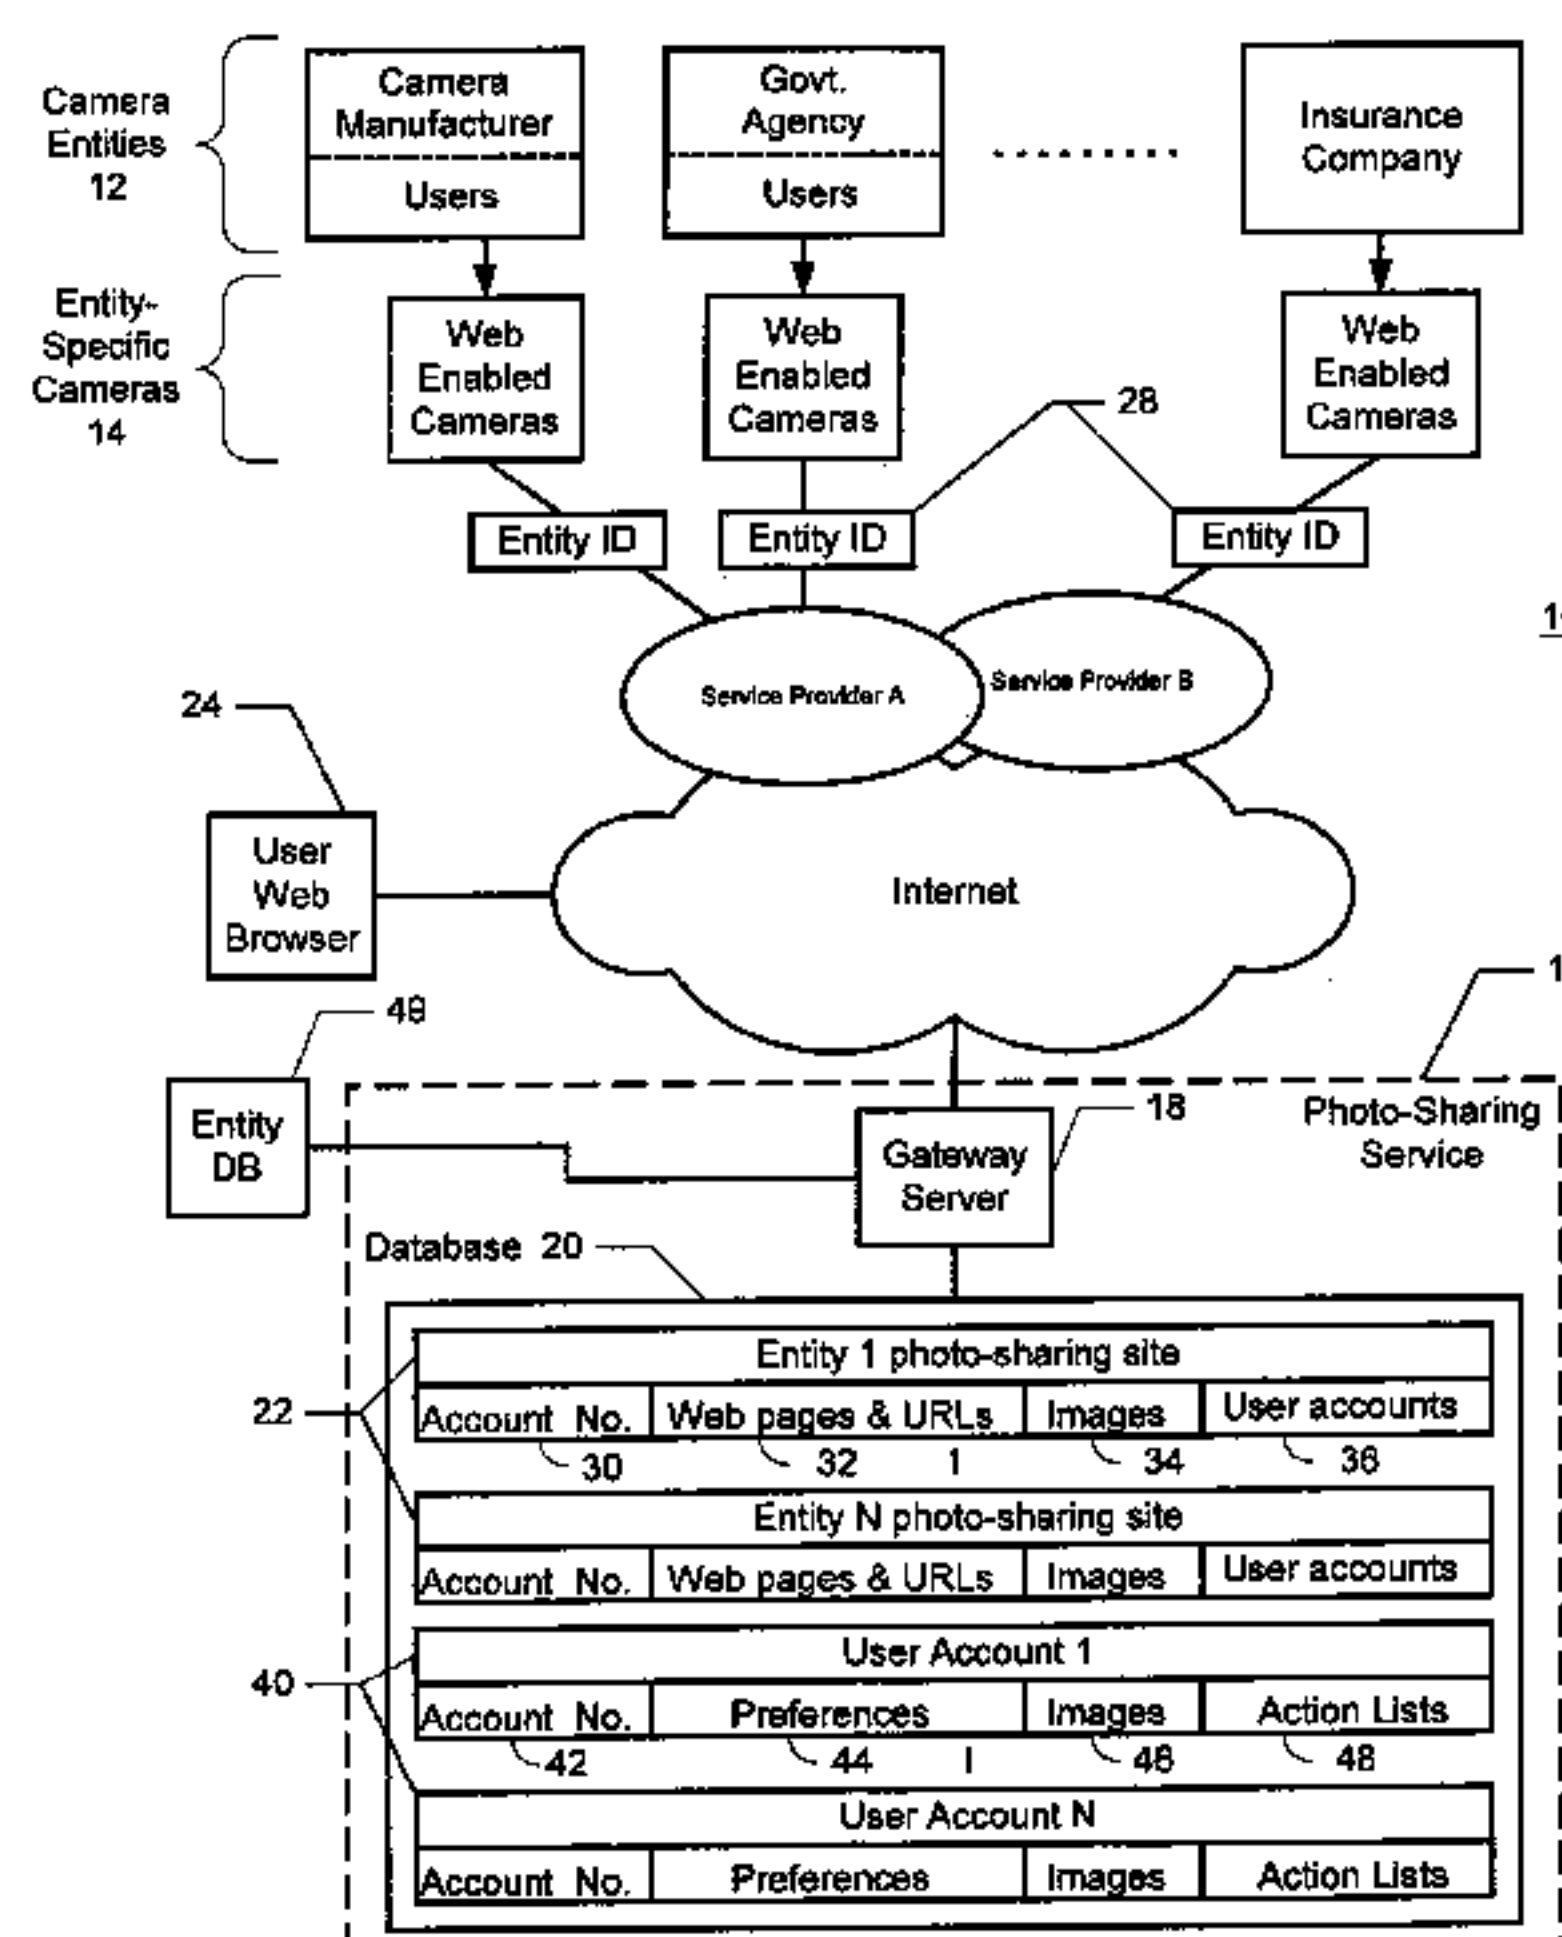 Camera
Entities
12
Camera
Manufacturer
Users
Govt.
Agency
Users
Insurance
Company
Entity-
Specific
Cameras
14
Web
Enabled
Cameras
Web
Enabled
Cameras
Web
Enabled
Cameras
28
Entity ID
Entity ID
Entity ID
Service Provider A
Service Provider B
24
User
Web
Browser
Internet
49
Entity
DB
18
Gateway
Server
Photo-Sharing
Service
Database 20
Entity 1 photo-sharing site
Account No. Web pages & URLs Images User accounts
22
30 32 34 36
Entity N photo-sharing site
Account No. Web pages & URLs Images User accounts
User Account 1
40
Account No. Preferences Images Action Lists
42 44 46 48
User Account N
Account No. Preferences Images Action Lists